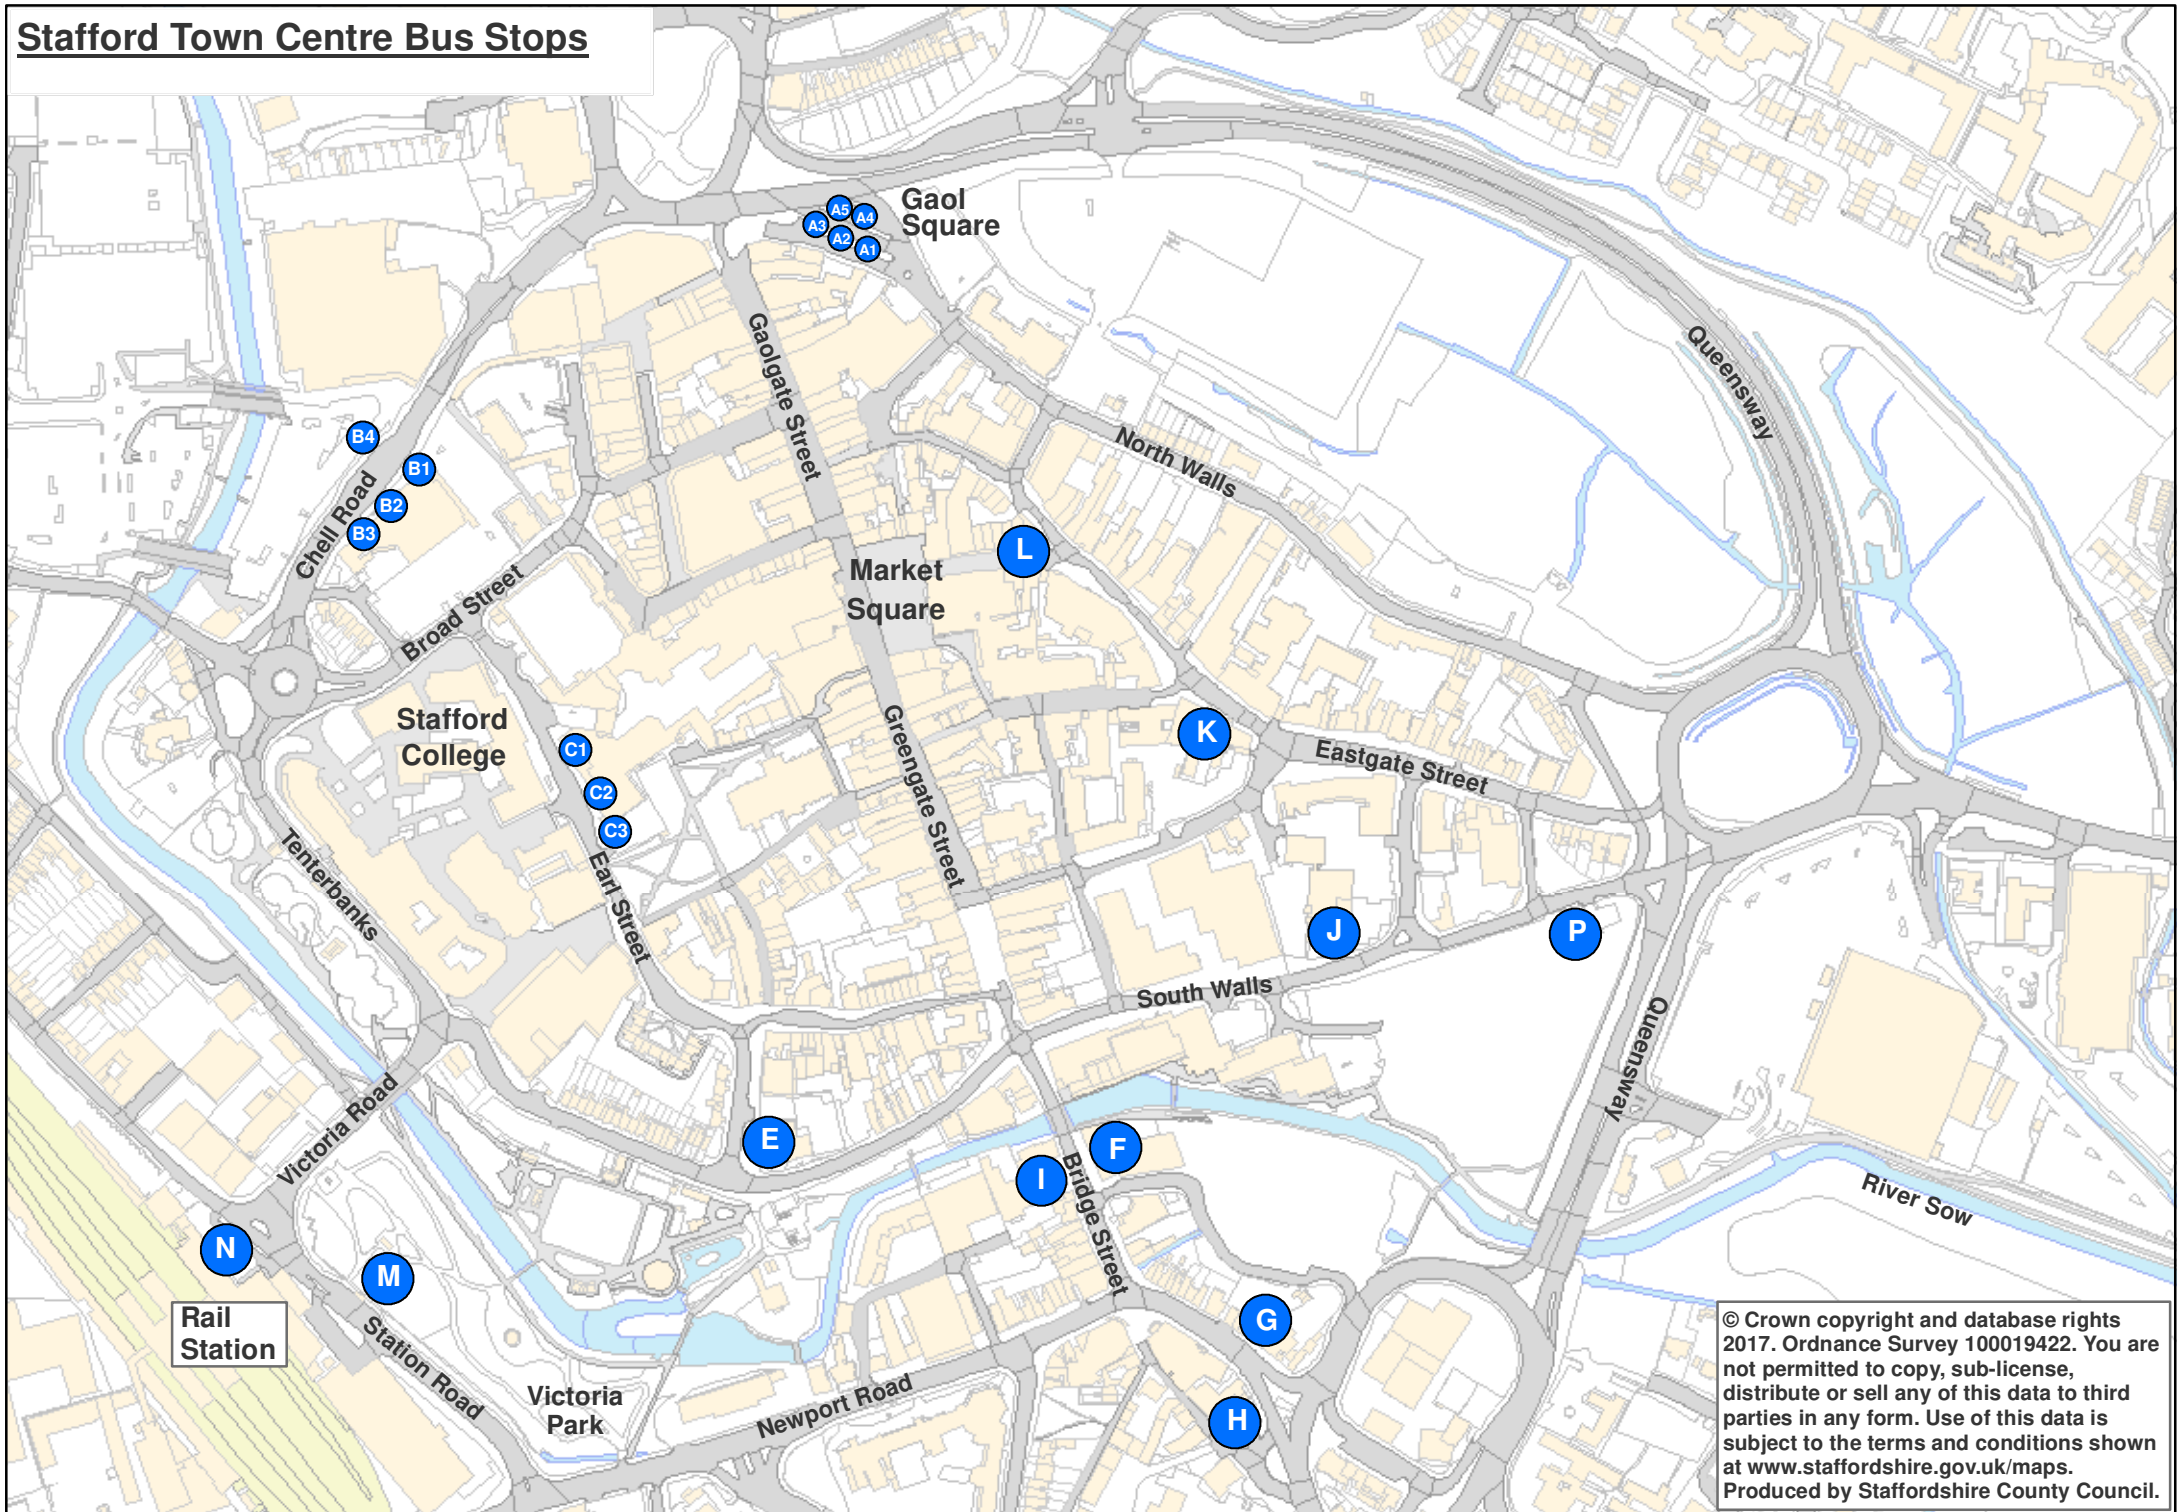 Stafford Town Centre Bus Stops
Gaol
Square
A5
A4
A3
A2
A1
Gaolgate Street
Queensway
B4
B1
B2
B3
Chell Road
North Walls
Broad Street
L
Market
Square
Stafford
College
C1
C2
C3
Greengate Street
K
Eastgate Street
Tenterbanks
Earl Street
J
P
South Walls
Queensway
Victoria Road
E
F
I
Bridge Street
River Sow
N
M
Rail
Station
Station Road
G
H
Victoria
Park
Newport Road
© Crown copyright and database rights
2017. Ordnance Survey 100019422. You are
not permitted to copy, sub-license,
distribute or sell any of this data to third
parties in any form. Use of this data is
subject to the terms and conditions shown
at www.staffordshire.gov.uk/maps.
Produced by Staffordshire County Council.